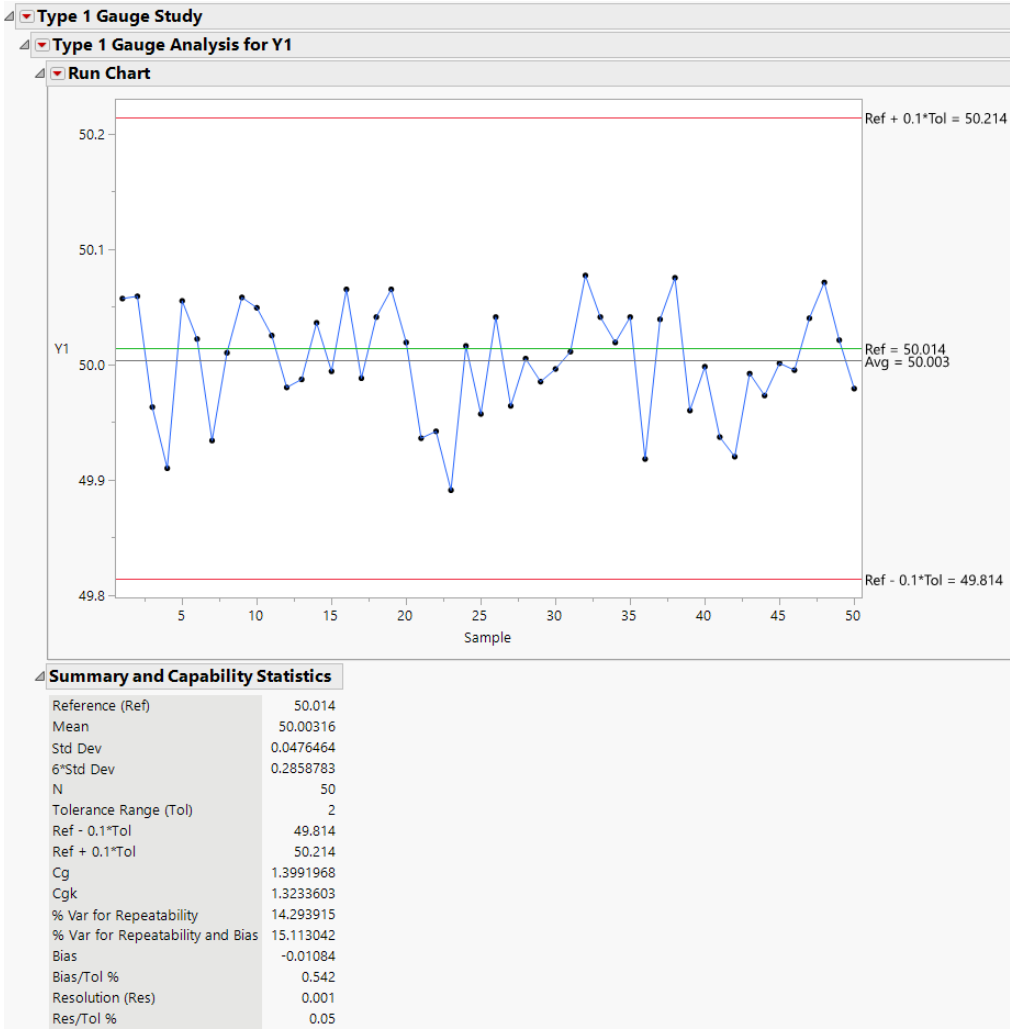 Type 1 Gauge Study
Type 1 Gauge Analysis for Y1
Run Chart
Ref + 0.1*Tol = 50.214
50.2
50.1
Y1
50.0
Ref = 50.014
Avg = 50.003
49.9
Ref - 0.1*Tol = 49.814
49.8
5 10 15 20 25 30 35 40 45 50
Sample
Summary and Capability Statistics
Reference (Ref) 50.014
Mean 50.00316
Std Dev 0.0476464
6*Std Dev 0.2858783
N 50
Tolerance Range (Tol) 2
Ref - 0.1*Tol 49.814
Ref + 0.1*Tol 50.214
Cg 1.3991968
Cgk 1.3233603
% Var for Repeatability 14.293915
% Var for Repeatability and Bias 15.113042
Bias -0.01084
Bias/Tol % 0.542
Resolution (Res) 0.001
Res/Tol % 0.05